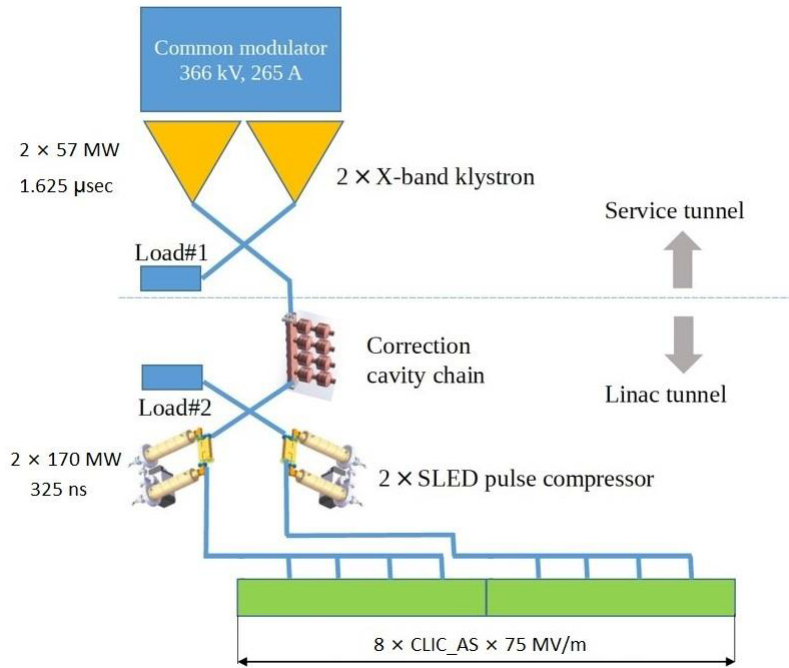 Common modulator
366 kV, 265 A
2 × 57 MW
1.625 μsec
2 × X-band klystron
Service tunnel
Load#1
Correction
cavity chain
Linac tunnel
Load#2
2 × 170 MW
325 ns
2 × SLED pulse compressor
8 × CLIC_AS × 75 MV/m